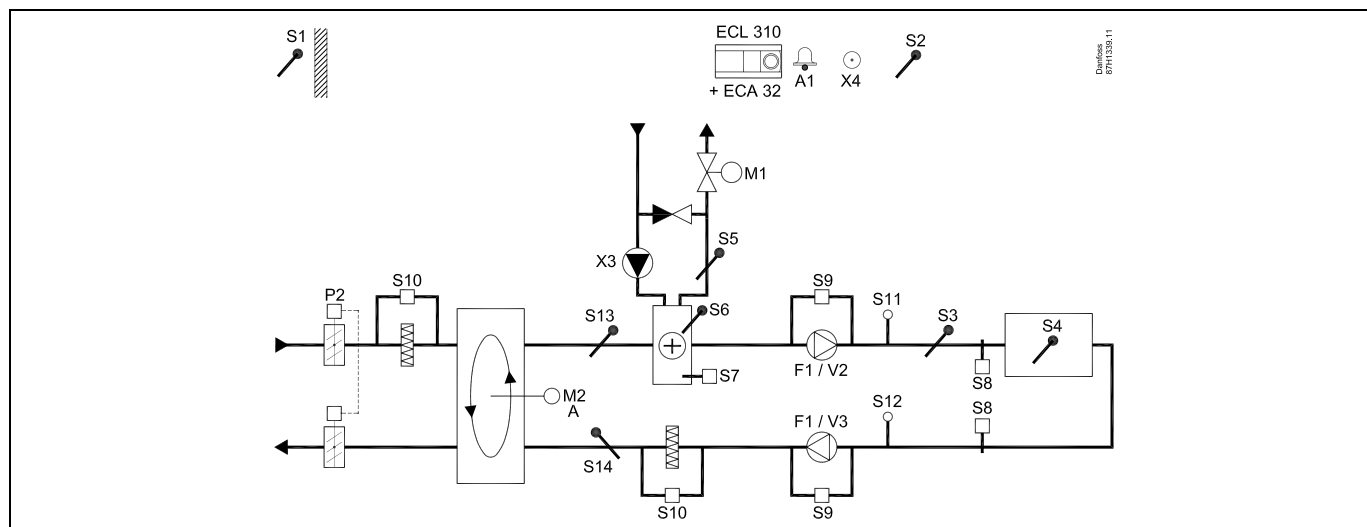 S1
ECL 310
+ ECA 32
A1
X4
S2
Danfoss
87H1339.11
M1
S5
X3
P2
S10
S13
S6
S9
S11
S3
S4
F1 / V2
S7
S8
M2
A
S12
S8
F1 / V3
S14
S10
S9